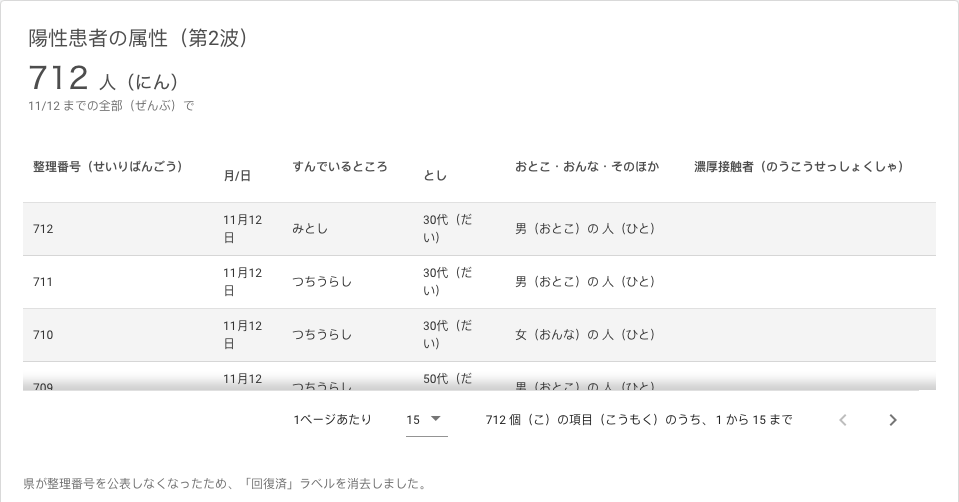 陽性患者の属性（第2波）
712 人（にん）
11/12 までの全部（ぜんぶ）で
整理番号（せいりばんごう） 月/日 すんでいるところ とし おとこ・おんな・そのほか 濃厚接触者（のうこうせっしょくしゃ）
712 11月12日 みとし 30代（だい） 男（おとこ）の 人（ひと）
711 11月12日 つちうらし 30代（だい） 男（おとこ）の 人（ひと）
710 11月12日 つちうらし 30代（だい） 女（おんな）の 人（ひと）
709 11月12 つちうらし 50代（だ 男（おとこ）の 人（ひと）
1ページあたり 15 712 個（こ）の項目（こうもく）のうち、1 から 15 まで
県が整理番号を公表しなくなったため、「回復済」ラベルを消去しました。